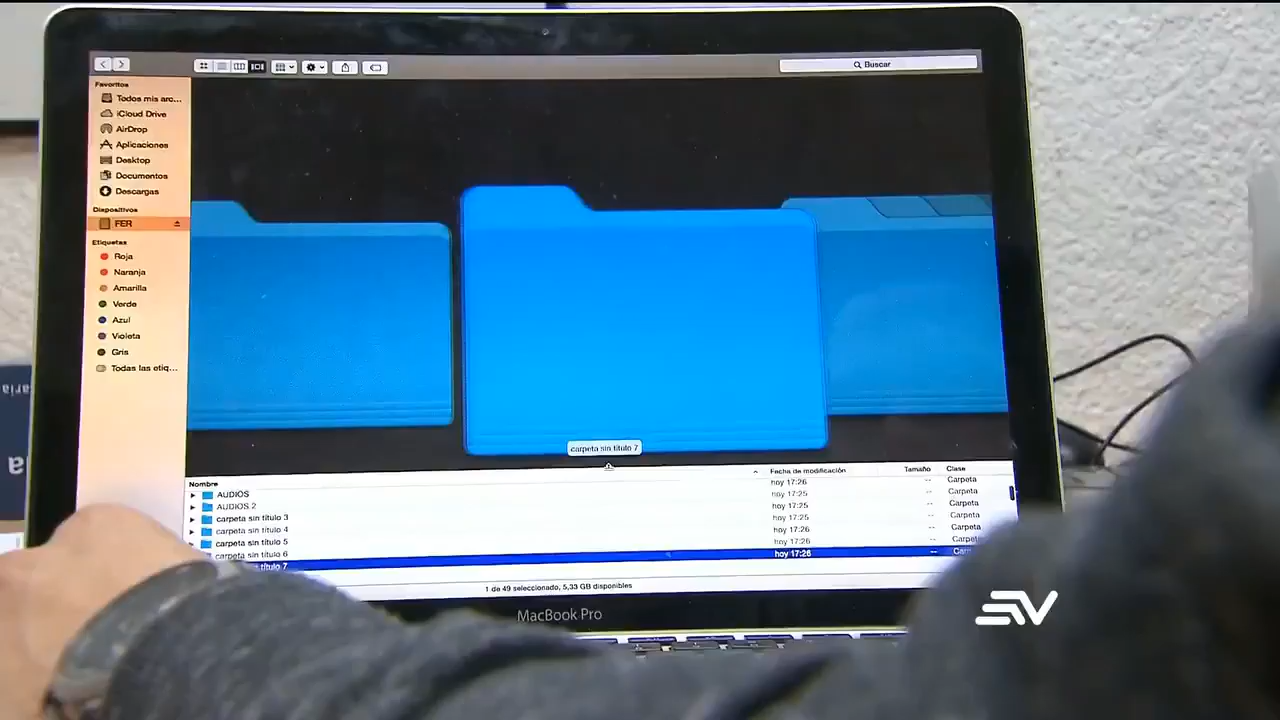 Buscar
Favoritos
Todos mis arc...
iCloud Drive
AirDrop
Aplicaciones
Desktop
Documentos
Descargas
Dispositivos
FER
Etiquetas
Roja
Naranja
Amarilla
Verde
Azul
Violeta
Gris
Todas las etiq...
carpeta sin título 7
Nombre Fecha de modificación Tamaño Clase
AUDIOS hoy 17:26 -- Carpeta
AUDIOS 2 hoy 17:25 -- Carpeta
carpeta sin título 3 hoy 17:25 -- Carpeta
carpeta sin título 4 hoy 17:25 -- Carpeta
carpeta sin título 5 hoy 17:26 -- Carpeta
carpeta sin título 6 hoy 17:26 -- Carpeta
título 7 hoy 17:26 --
1 de 49 seleccionado, 5,33 GB disponibles
MacBook Pro